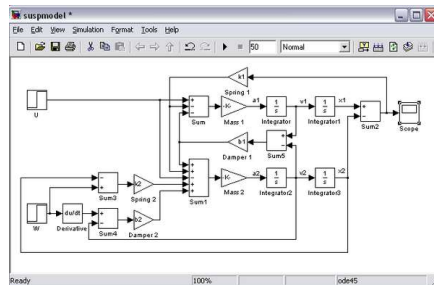 suspmodel *
File Edit View Simulation Format Tools Help
50 Normal
k1
Spring 1
U
Sum
-K-
Mass 1
a1
1
s
Integrator
v1
1
s
Integrator1
x1
Sum2
Scope
b1
Damper 1
Sum5
Sum3
k2
Spring 2
Sum1
-K-
Mass 2
a2
1
s
Integrator2
v2
1
s
Integrator3
x2
W
du/dt
Derivative
Sum4
b2
Damper 2
Ready 100% ode45